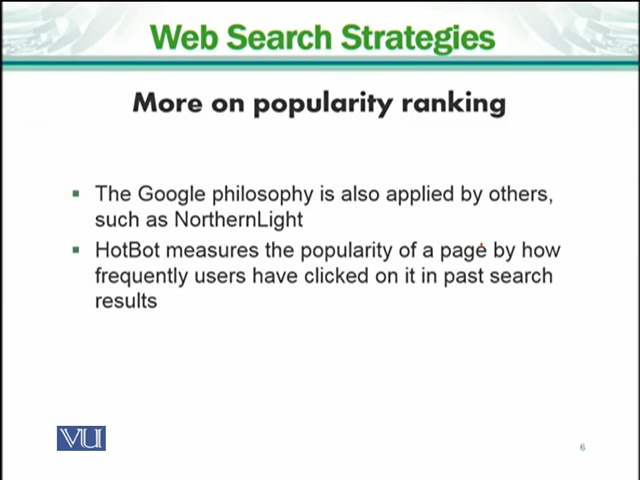 Web Search Strategies
More on popularity ranking
▪ The Google philosophy is also applied by others,
such as NorthernLight
▪ HotBot measures the popularity of a page by how
frequently users have clicked on it in past search
results
VU
6